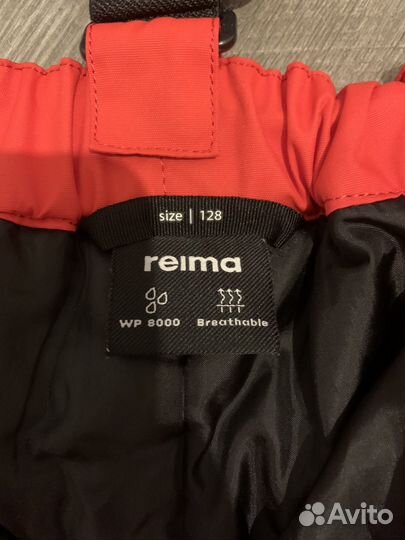 size | 128
reima
WP 8000 Breathable
Avito